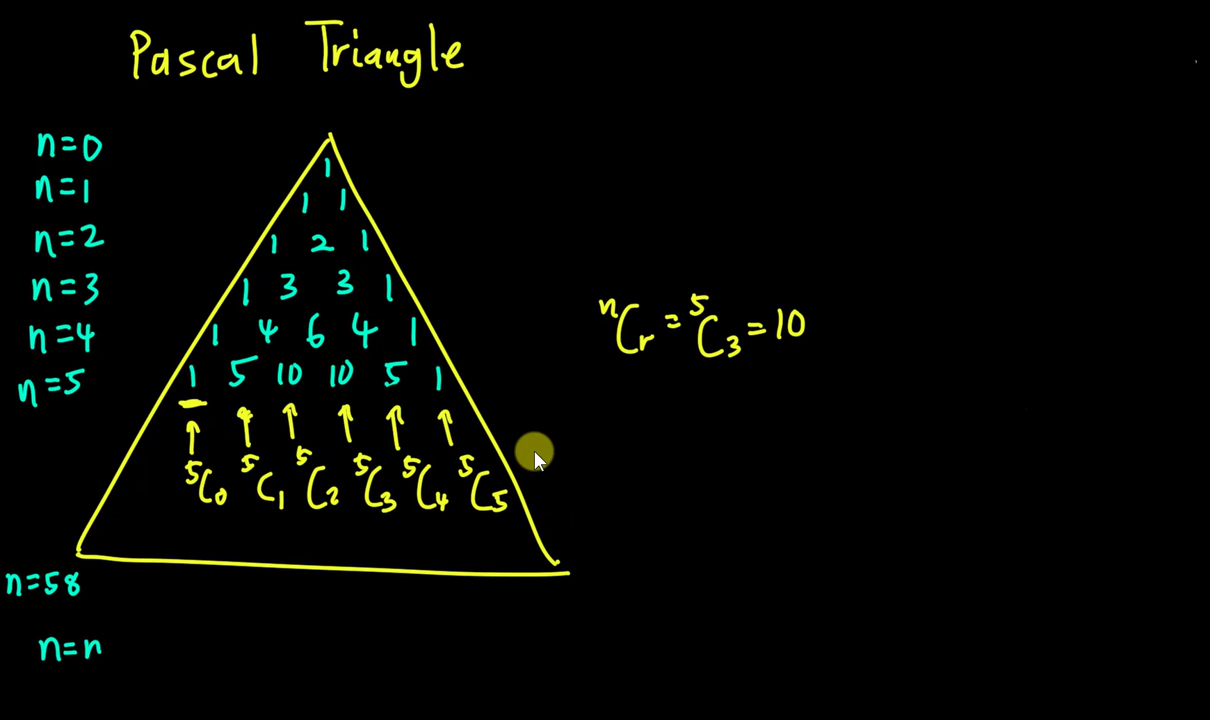 Pascal Triangle
n=0
1
n=1
1 1
n=2
1 2 1
n=3
1 3 3 1
n=4
1 4 6 4 1
n=5
1 5 10 10 5 1
⁵C₀ ⁵C₁ ⁵C₂ ⁵C₃ ⁵C₄ ⁵C₅
ⁿCᵣ = ⁵C₃ = 10
n=58
n=n